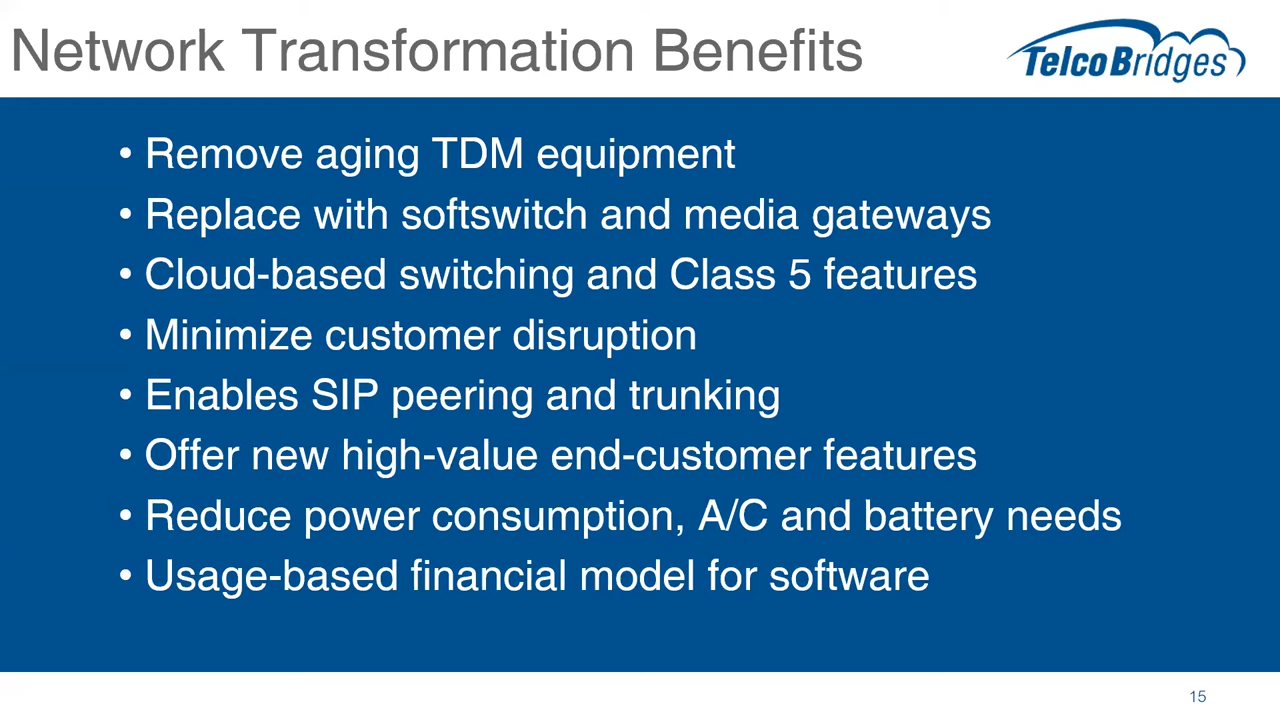 Network Transformation Benefits
TelcoBridges
• Remove aging TDM equipment
• Replace with softswitch and media gateways
• Cloud-based switching and Class 5 features
• Minimize customer disruption
• Enables SIP peering and trunking
• Offer new high-value end-customer features
• Reduce power consumption, A/C and battery needs
• Usage-based financial model for software
15